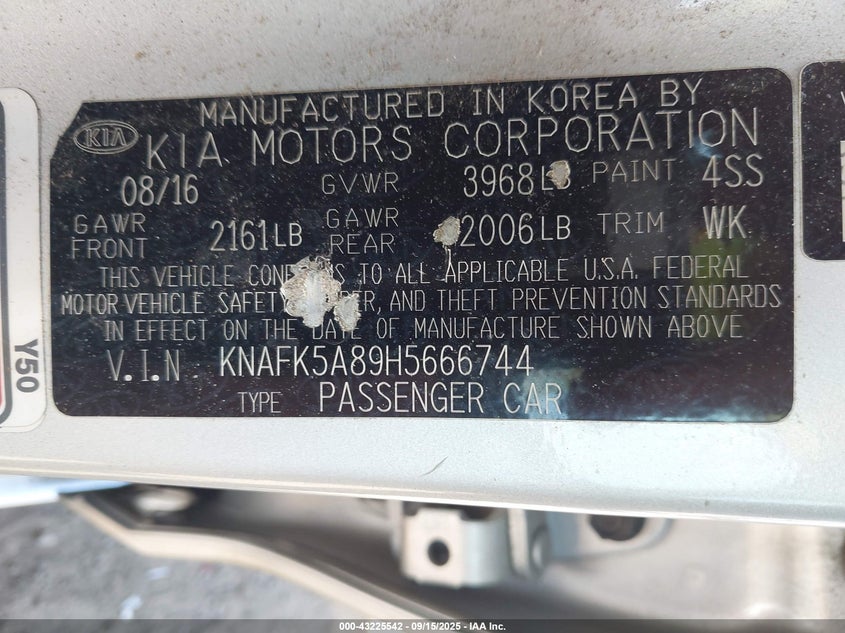 MANUFACTURED IN KOREA BY
KIA KIA MOTORS CORPORATION
08/16 GVWR 3968LB PAINT 4SS
GAWR FRONT 2161LB GAWR REAR 2006LB TRIM WK
THIS VEHICLE TO ALL APPLICABLE U.S.A. FEDERAL
MOTOR VEHICLE SAFETY, AND THEFT PREVENTION STANDARDS
IN EFFECT ON THE DATE OF MANUFACTURE SHOWN ABOVE
V.I.N KNAFK5A89H5666744
TYPE PASSENGER CAR
Y50
000-43225542 - 09/15/2025 - IAA Inc.